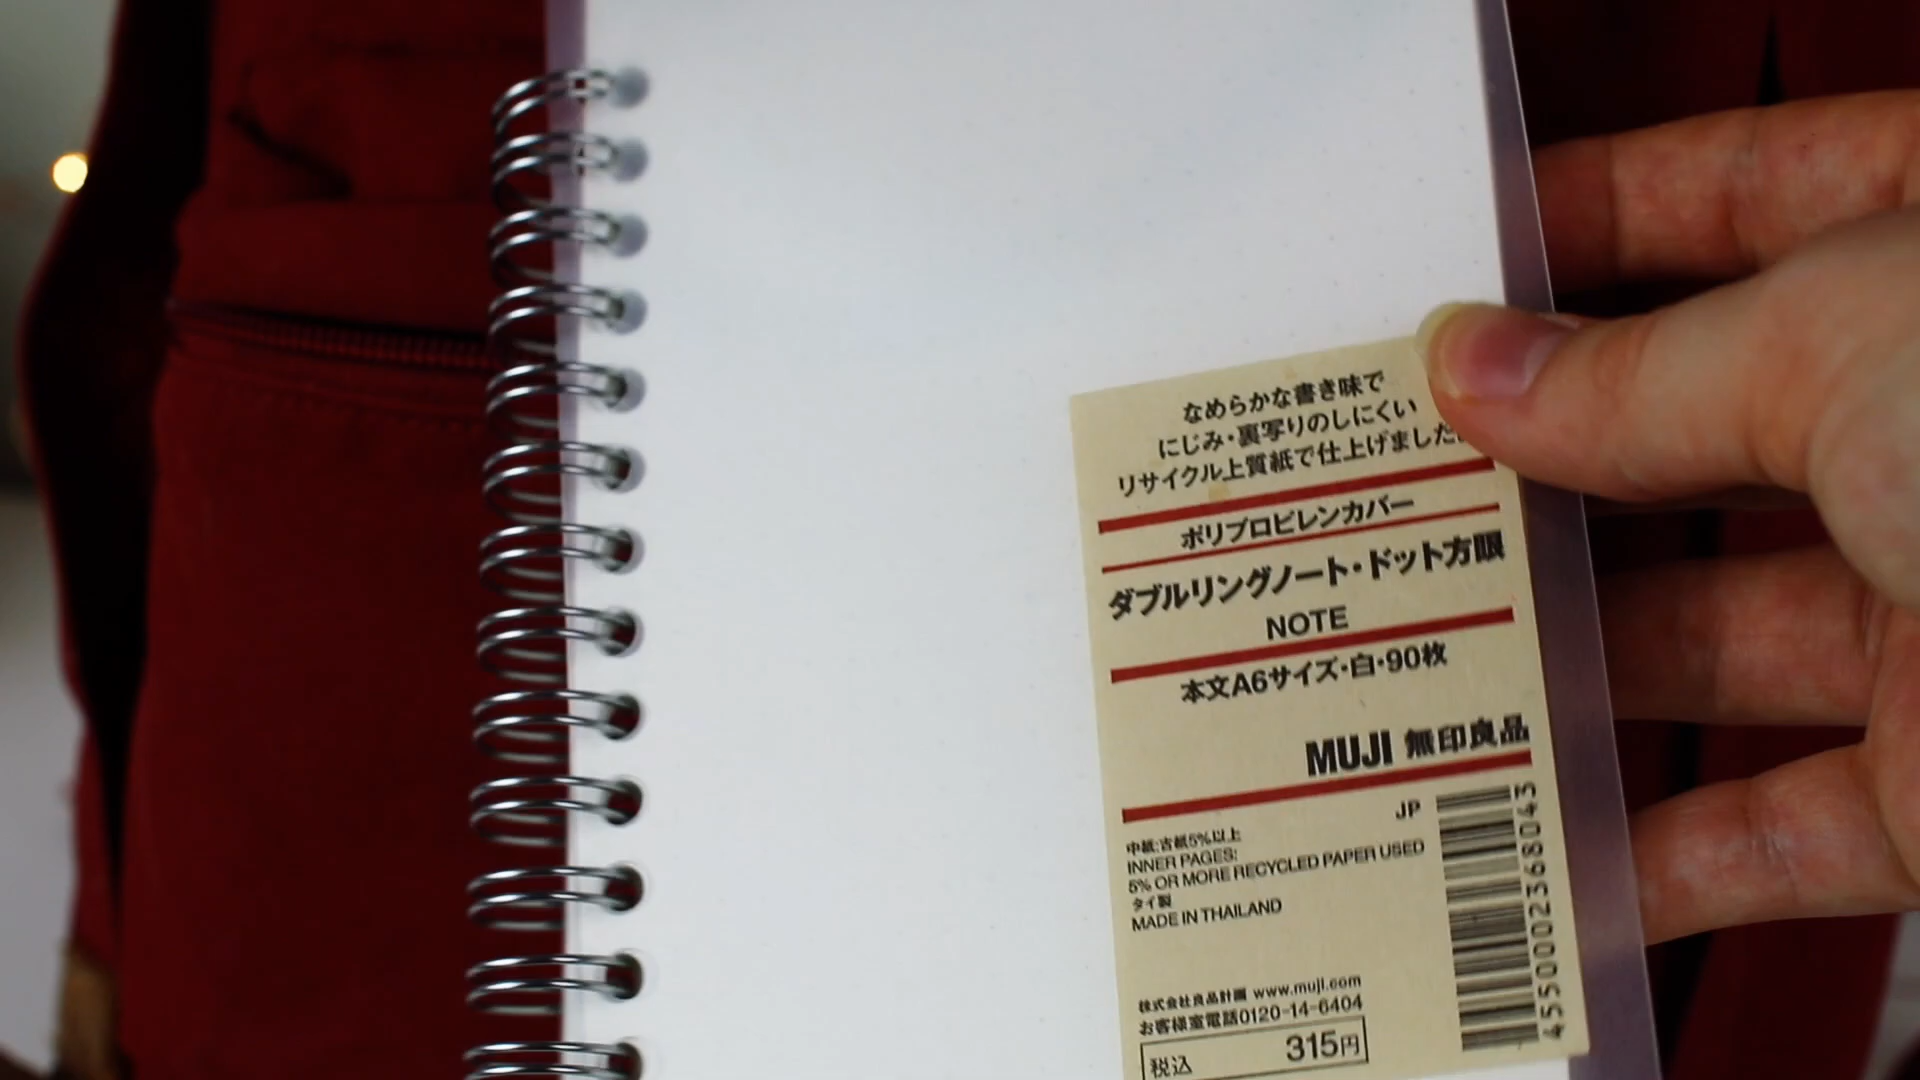 なめらかな書き味で
にじみ・裏写りのしにくい
リサイクル上質紙で仕上げました。
ポリプロピレンカバー
ダブルリングノート・ドット方眼
NOTE
本文A6サイズ・白・90枚
MUJI 無印良品
JP
中紙:古紙5%以上
INNER PAGES:
5% OR MORE RECYCLED PAPER USED
タイ製
MADE IN THAILAND
株式会社良品計画 www.muji.com
お客様室電話0120-14-6404
税込 315円
4550002368043